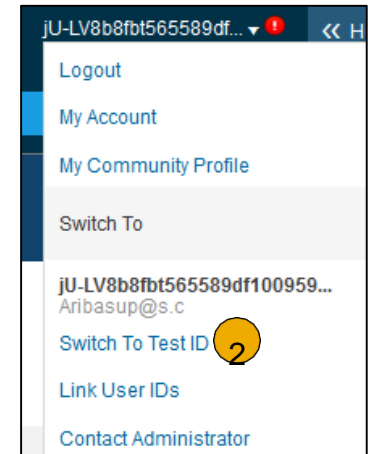 jU-LV8b8fbt565589df... ▾ ! « H
Logout
My Account
My Community Profile
Switch To
jU-LV8b8fbt565589df100959...
Aribasup@s.c
Switch To Test ID 2
Link User IDs
Contact Administrator